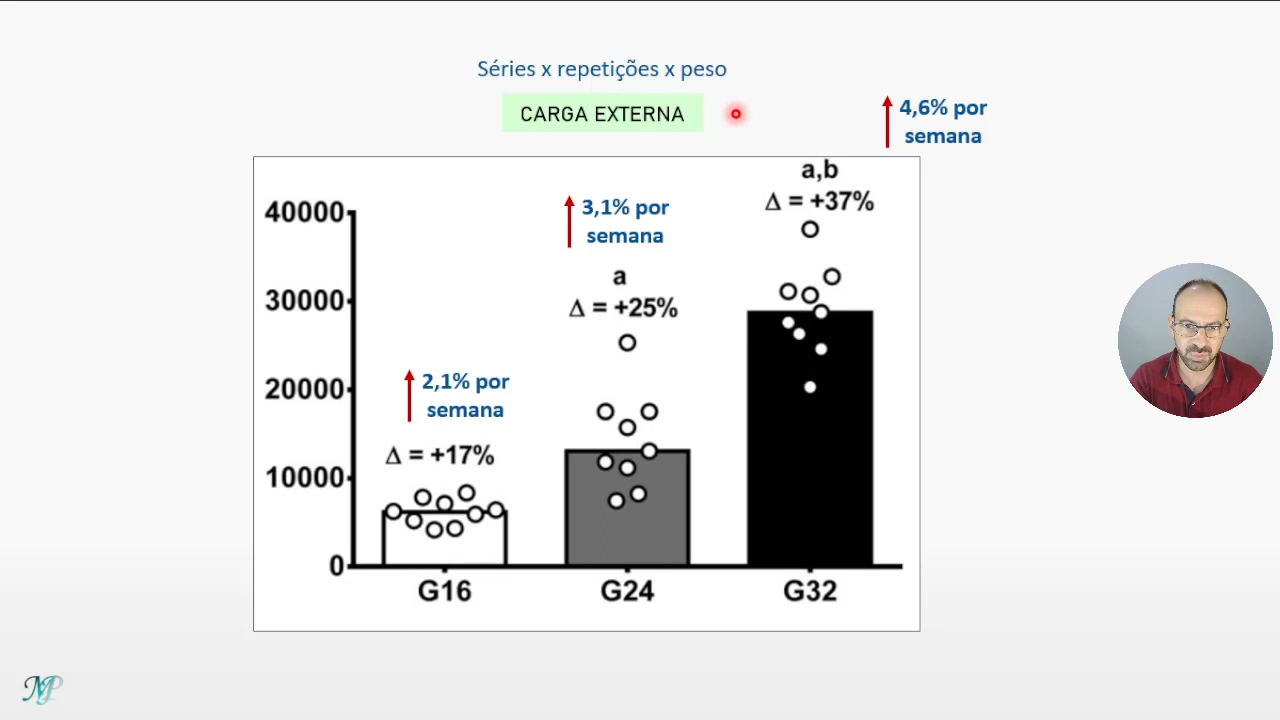 Séries x repetições x peso
CARGA EXTERNA
4,6% por
semana
a,b
Δ = +37%
3,1% por
semana
a
Δ = +25%
2,1% por
semana
Δ = +17%
40000
30000
20000
10000
0
G16
G24
G32
MP